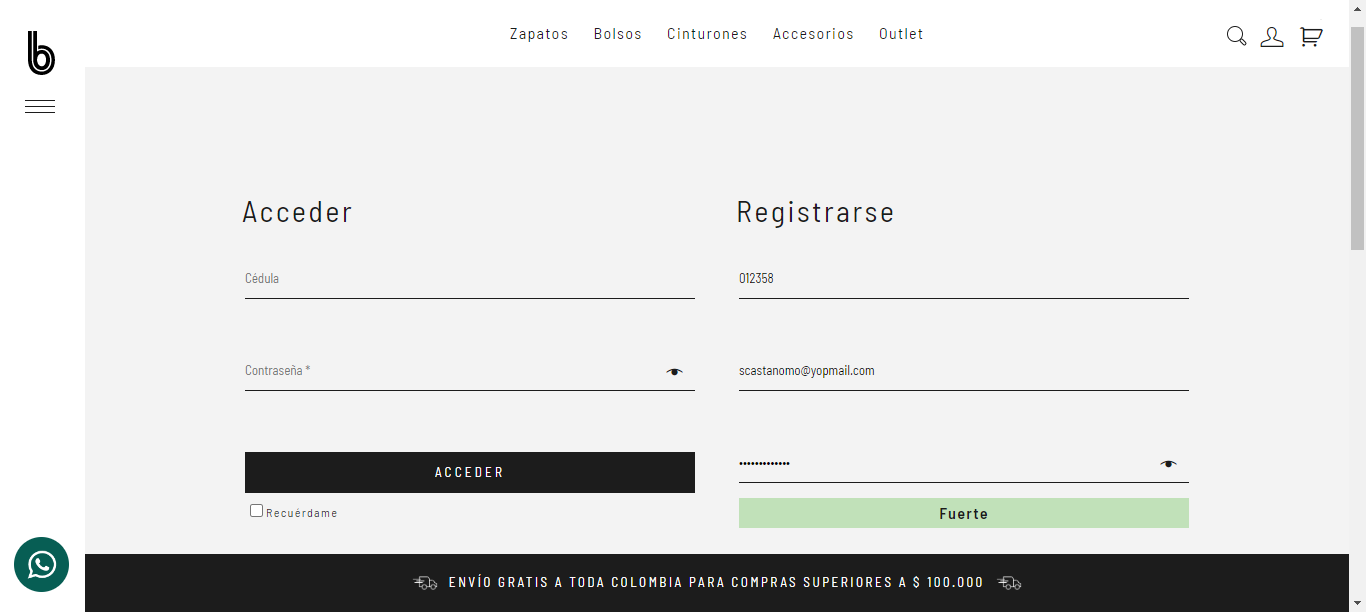 b
Zapatos Bolsos Cinturones Accesorios Outlet
Acceder
Cédula
Contraseña *
ACCEDER
Recuérdame
Registrarse
012358
scastanomo@yopmail.com
•••••••••••••
Fuerte
ENVÍO GRATIS A TODA COLOMBIA PARA COMPRAS SUPERIORES A $ 100.000